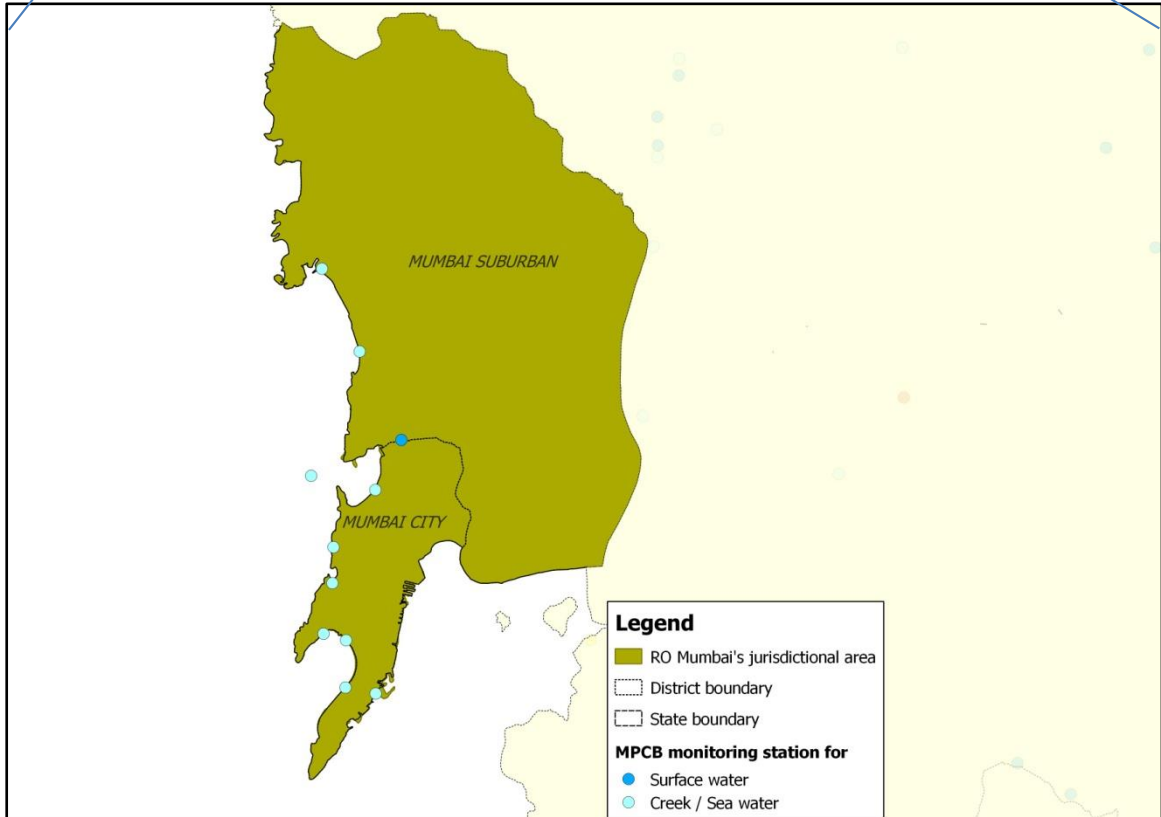 MUMBAI SUBURBAN
MUMBAI CITY
Legend
RO Mumbai's jurisdictional area
District boundary
State boundary
MPCB monitoring station for
Surface water
Creek / Sea water